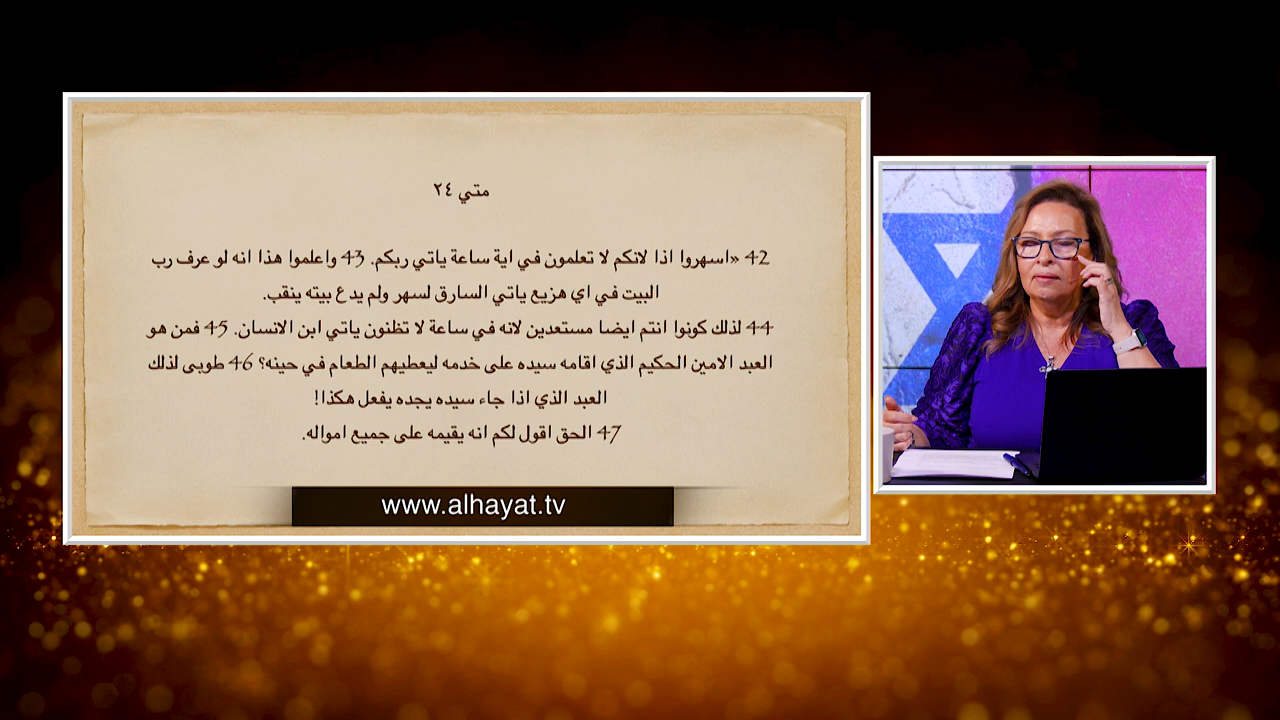 متي ٢٤
42 «اسهروا اذا لانكم لا تعلمون في اية ساعة ياتي ربكم. 43 واعلموا هذا انه لو عرف رب
البيت في اي هزيع ياتي السارق لسهر ولم يدع بيته ينقب.
44 لذلك كونوا انتم ايضا مستعدين لانه في ساعة لا تظنون ياتي ابن الانسان. 45 فمن هو
العبد الامين الحكيم الذي اقامه سيده على خدمه ليعطيهم الطعام في حينه؟ 46 طوبى لذلك
العبد الذي اذا جاء سيده يجده يفعل هكذا!
47 الحق اقول لكم انه يقيمه على جميع امواله.
www.alhayat.tv